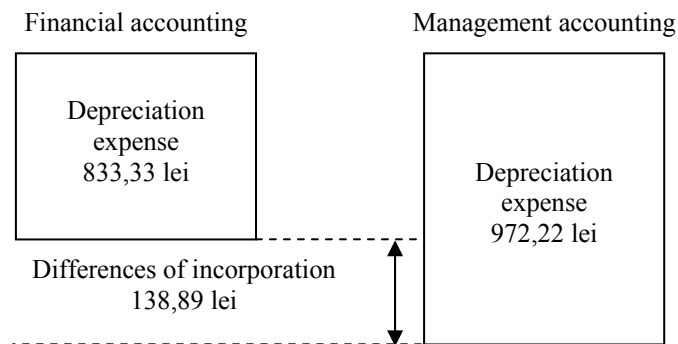 Financial accounting
Management accounting
Depreciation
expense
833,33 lei
Depreciation
expense
972,22 lei
Differences of incorporation
138,89 lei